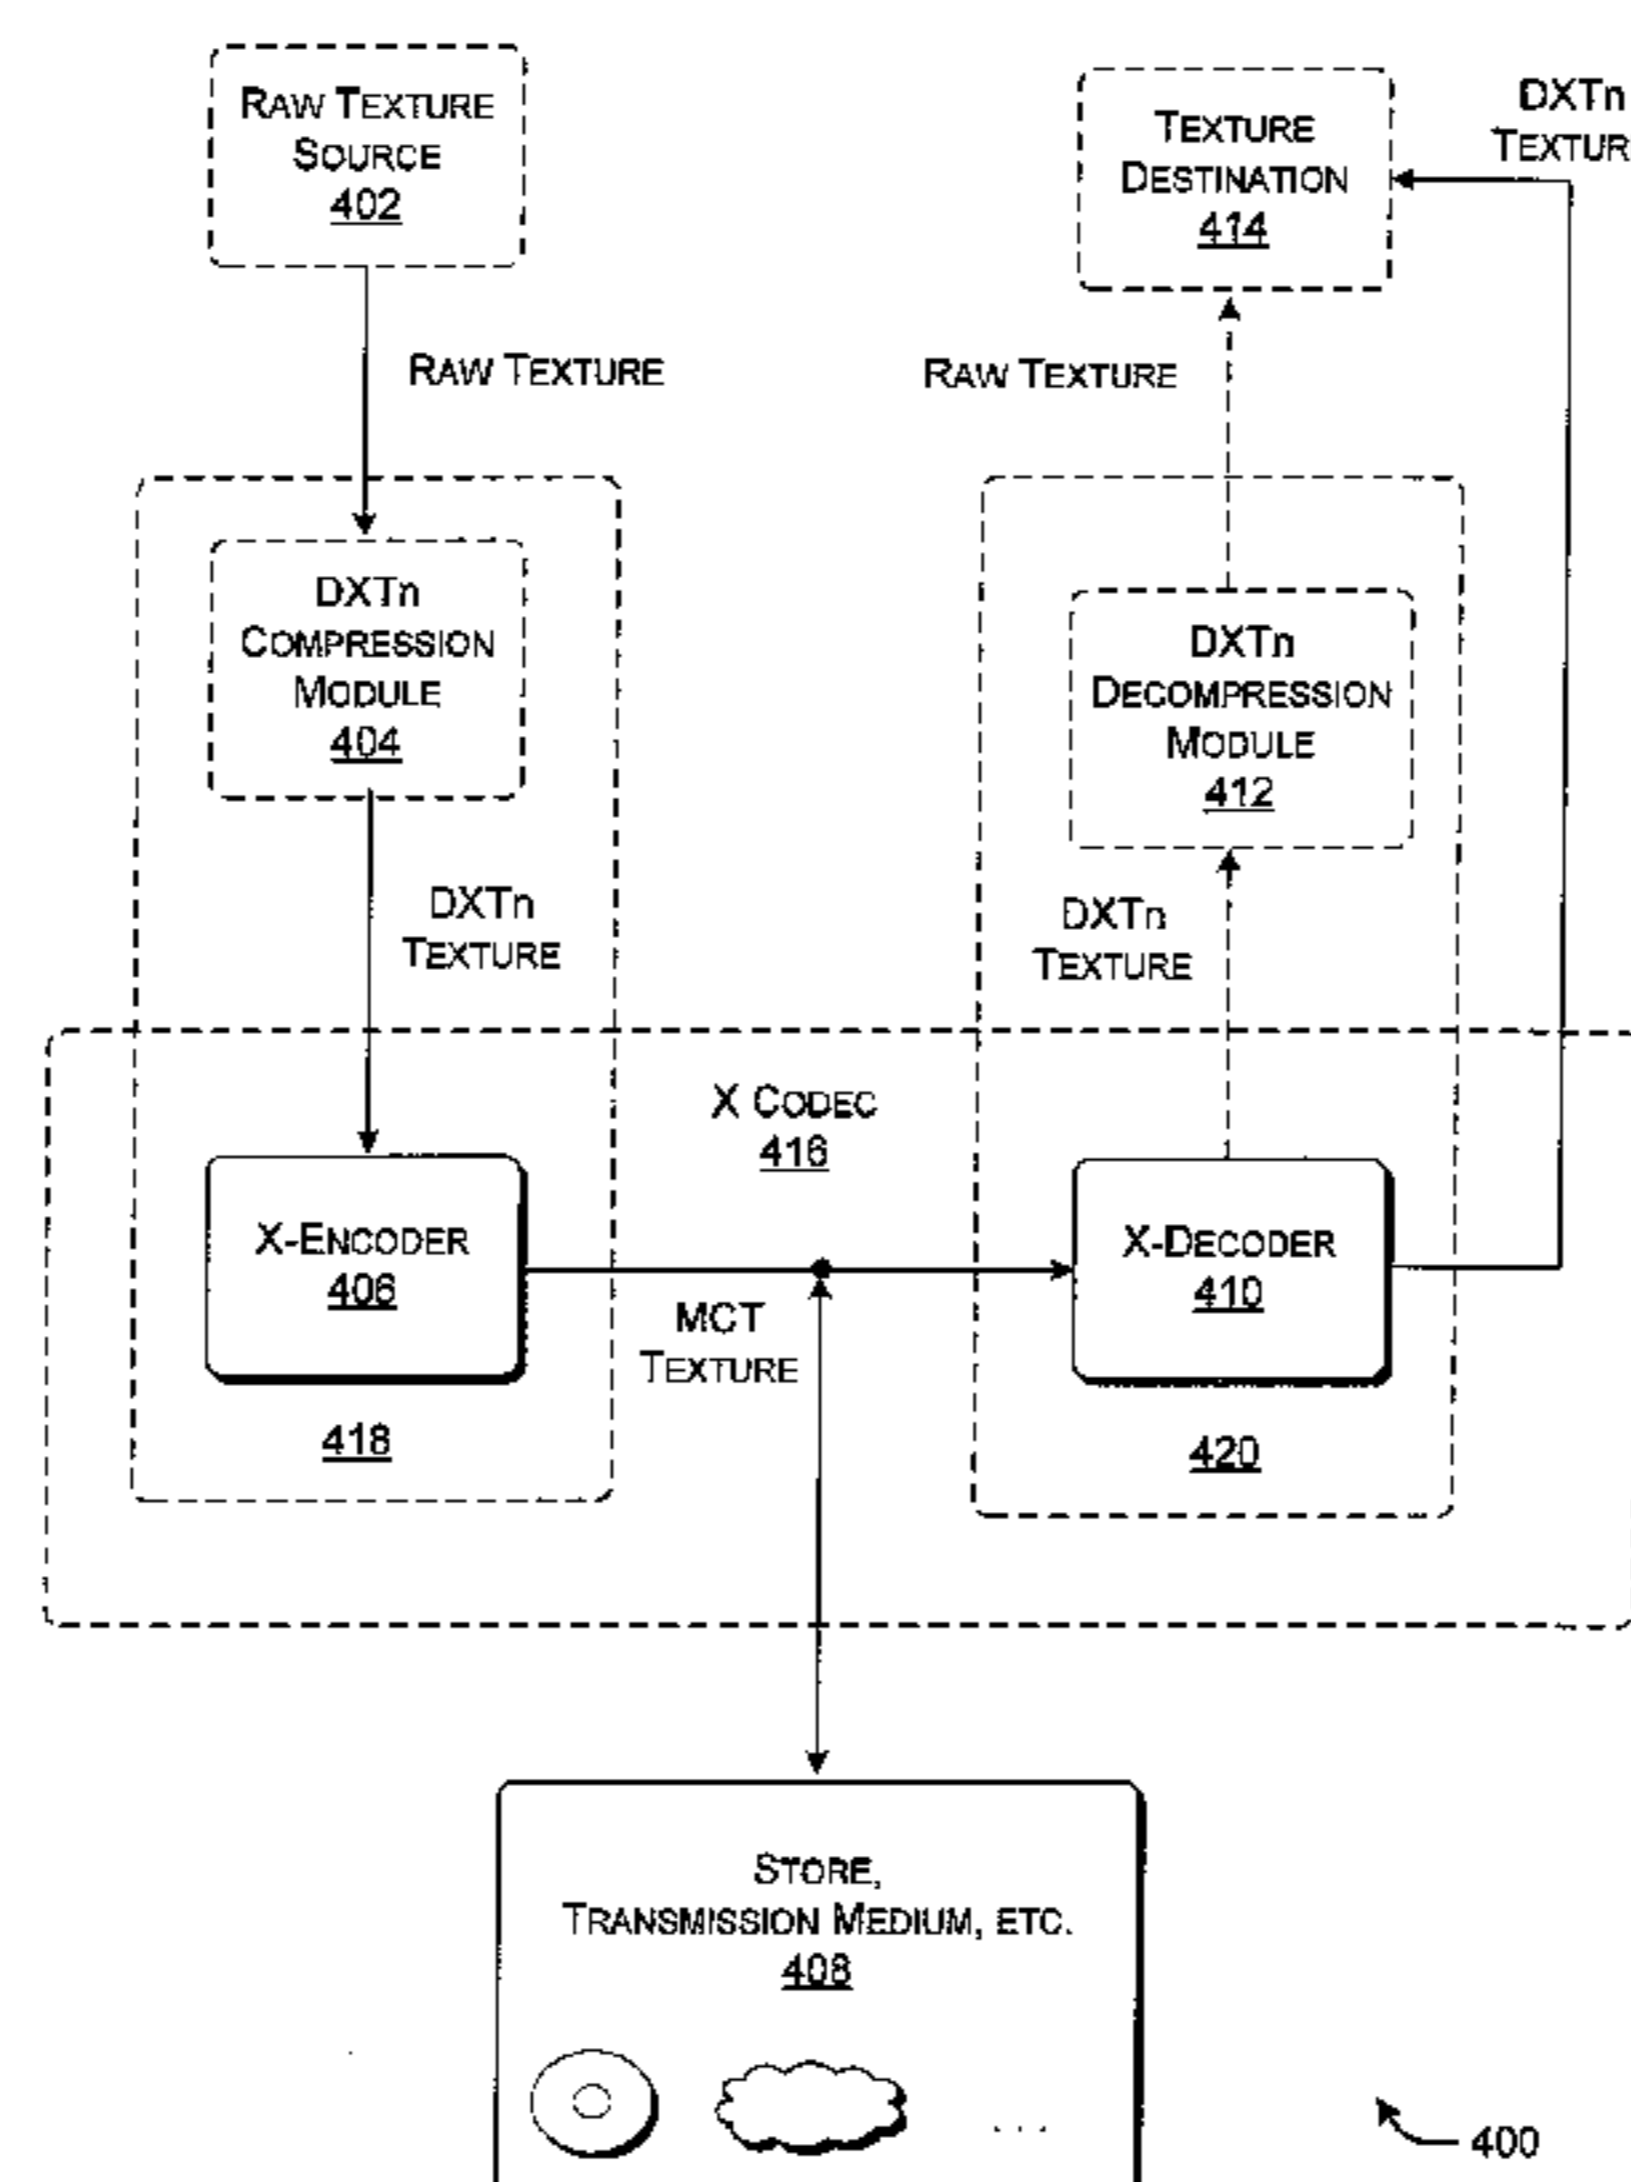 RAW TEXTURE
SOURCE
402
RAW TEXTURE
DXTn
COMPRESSION
MODULE
404
DXTn
TEXTURE
X-ENCODER
406
418
X CODEC
416
MCT
TEXTURE
TEXTURE
DESTINATION
414
DXTn
TEXTUR
RAW TEXTURE
DXTn
DECOMPRESSION
MODULE
412
DXTn
TEXTURE
X-DECODER
410
420
STORE,
TRANSMISSION MEDIUM, ETC.
408
...
400